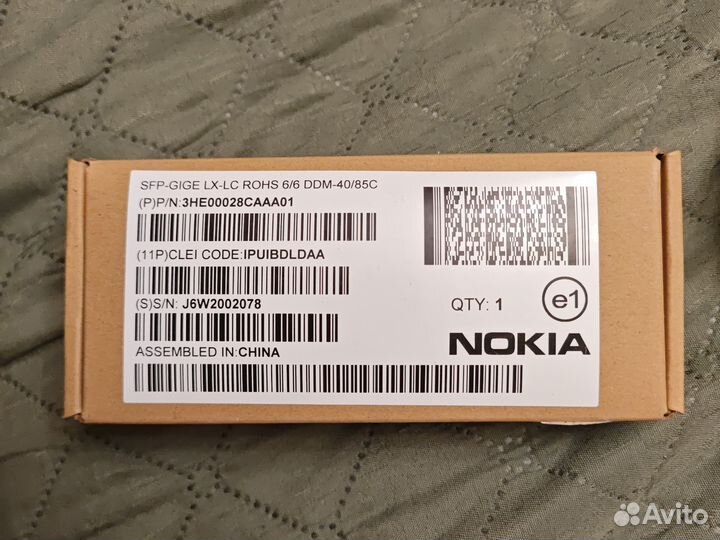 SFP-GIGE LX-LC ROHS 6/6 DDM-40/85C
(P)P/N:3HE00028CAAA01
(11P)CLEI CODE:IPUIBDLDAA
(S)S/N: J6W2002078
QTY: 1
e1
ASSEMBLED IN:CHINA
NOKIA
Avito